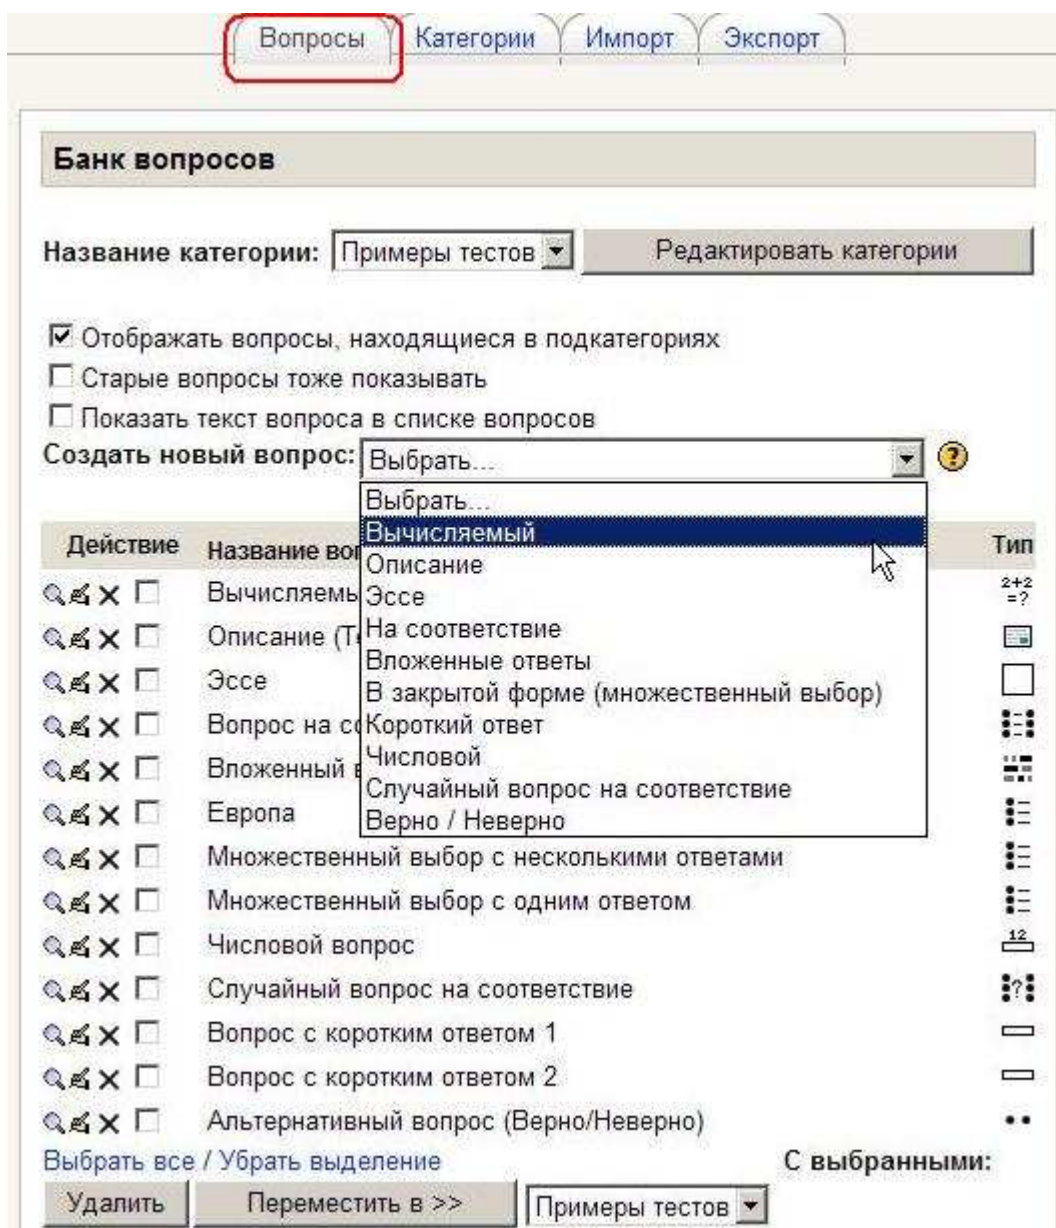 Вопросы Категории Импорт Экспорт
Банк вопросов
Название категории: Примеры тестов Редактировать категории
Отображать вопросы, находящиеся в подкатегориях
Старые вопросы тоже показывать
Показать текст вопроса в списке вопросов
Создать новый вопрос: Выбрать...
Выбрать...
Вычисляемый
Описание
Эссе
На соответствие
Вложенные ответы
В закрытой форме (множественный выбор)
Короткий ответ
Числовой
Случайный вопрос на соответствие
Верно / Неверно
Действие Название Тип
2+2
=?
Описание
Эссе
Вопрос на
Вложенный
Европа
Множественный выбор с несколькими ответами
Множественный выбор с одним ответом
Числовой вопрос 12
Случайный вопрос на соответствие ?
Вопрос с коротким ответом 1
Вопрос с коротким ответом 2
Альтернативный вопрос (Верно/Неверно)
Выбрать все / Убрать выделение С выбранными:
Удалить Переместить в >> Примеры тестов